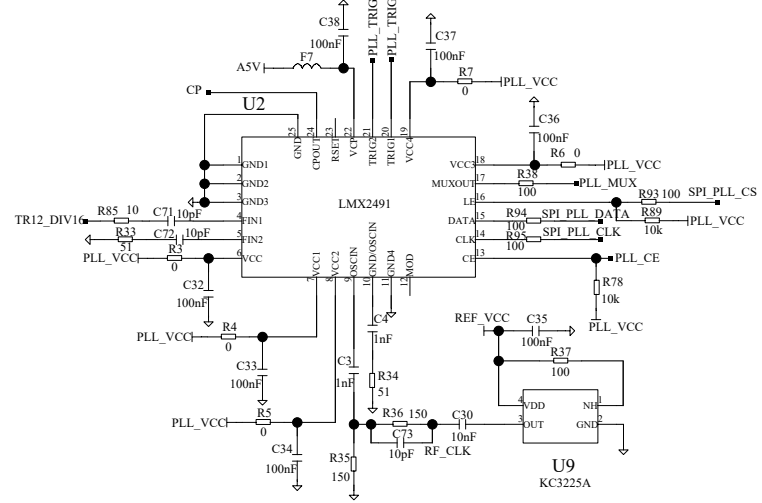 C38
100nF
PLL_TRIG
PLL_TRIG
C37
100nF
A5V
F7
R7
0
PLL_VCC
CP
U2
C36
100nF
25
24
23
22
21
20
19
GND
CPOUT
RSET
VCP
TRIG2
TRIG1
VCC4
1
GND1
2
GND2
3
GND3
4
FIN1
5
FIN2
6
VCC
LMX2491
VCC3
18
MUXOUT
17
LE
16
DATA
15
CLK
14
CE
13
R6
0
PLL_VCC
R38
100
PLL_MUX
R93
100
SPI_PLL_CS
R94
100
SPI_PLL_DATA
R89
10k
PLL_VCC
R95
100
SPI_PLL_CLK
TR12_DIV16
R85
10
C71
10pF
R33
51
C72
10pF
PLL_VCC
R3
0
VCC1
VCC2
OSCIN
GND/OSCIN
GND4
MOD
7
8
9
10
11
12
PLL_CE
C32
100nF
R78
10k
PLL_VCC
C4
1nF
PLL_VCC
R4
0
REF_VCC
C35
100nF
C33
100nF
C3
1nF
R34
51
R37
100
4
VDD
NH
1
3
OUT
GND
2
PLL_VCC
R5
0
R36
150
C30
10nF
C73
10pF
RF_CLK
C34
100nF
R35
150
U9
KC3225A